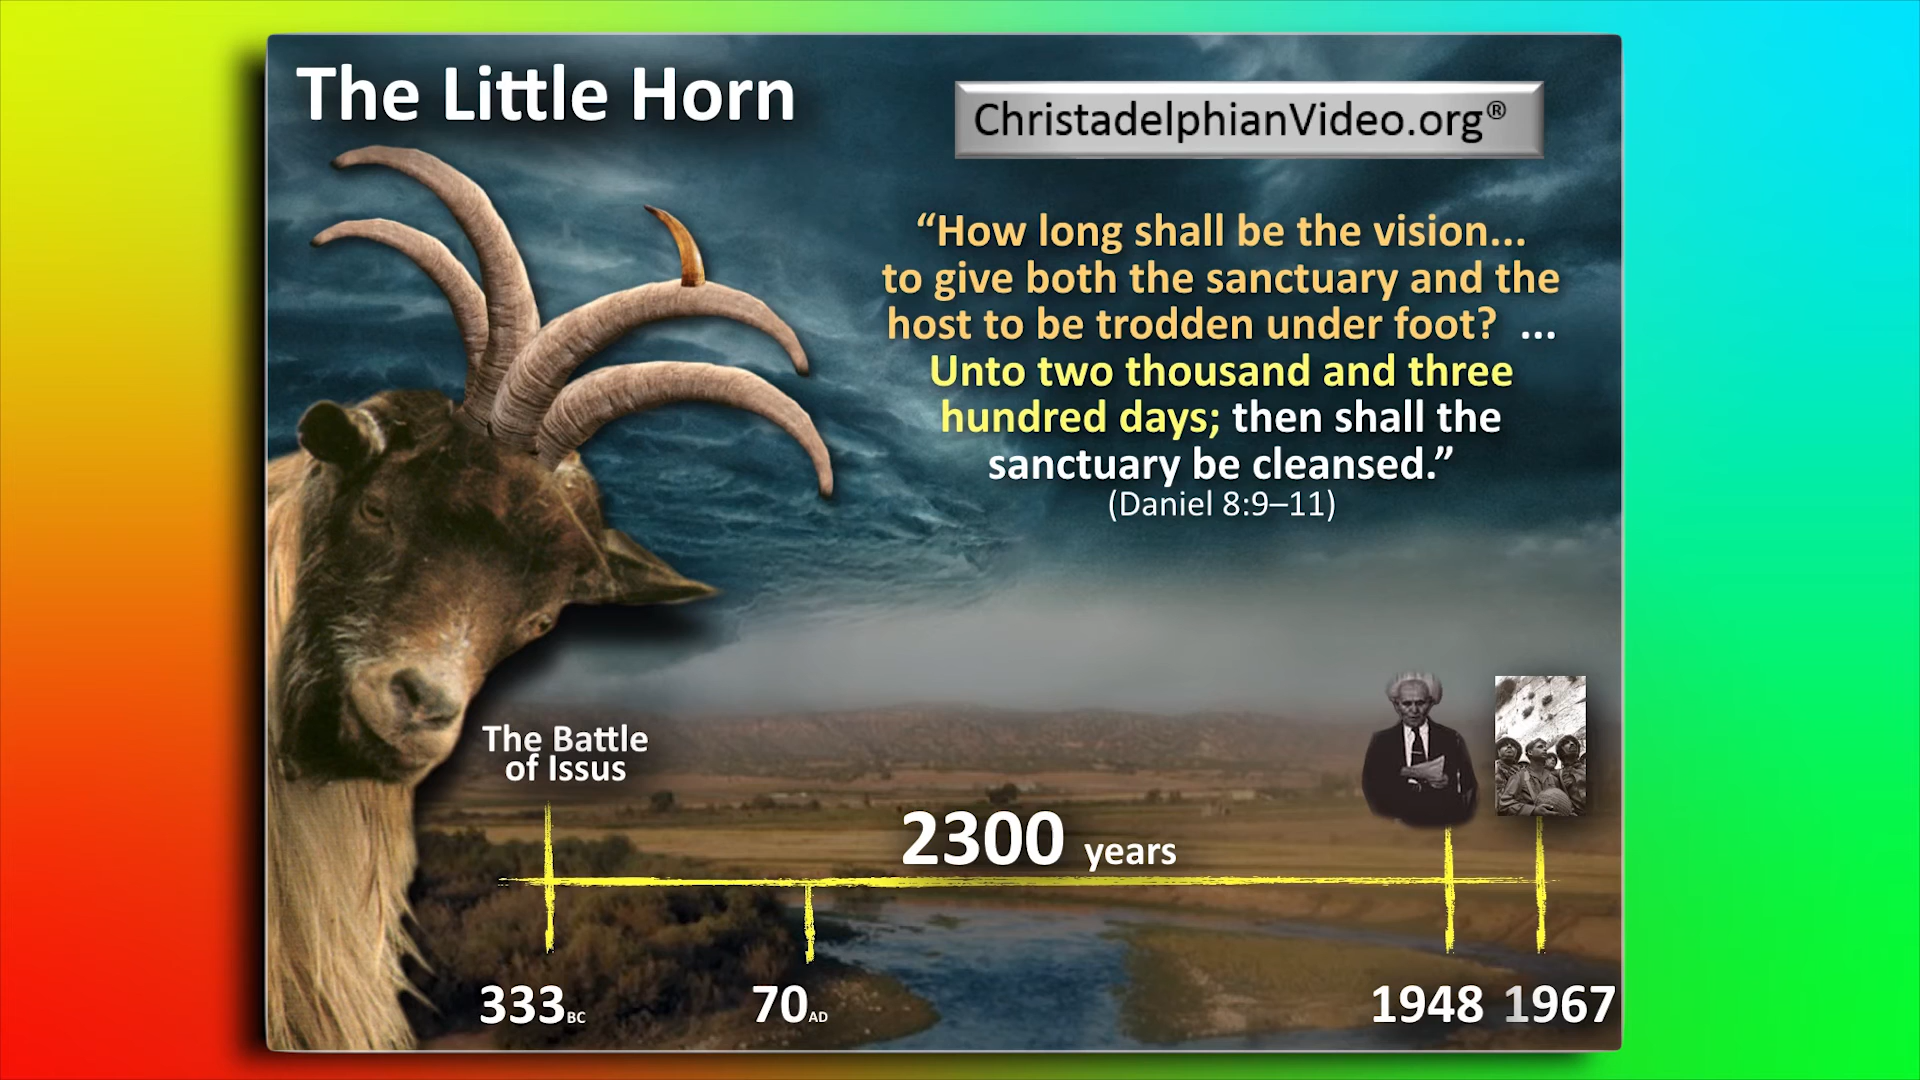 The Little Horn
ChristadelphianVideo.org®
“How long shall be the vision...
to give both the sanctuary and the
host to be trodden under foot? ...
Unto two thousand and three
hundred days; then shall the
sanctuary be cleansed.”
(Daniel 8:9–11)
The Battle
of Issus
2300 years
333BC 70AD 1948 1967